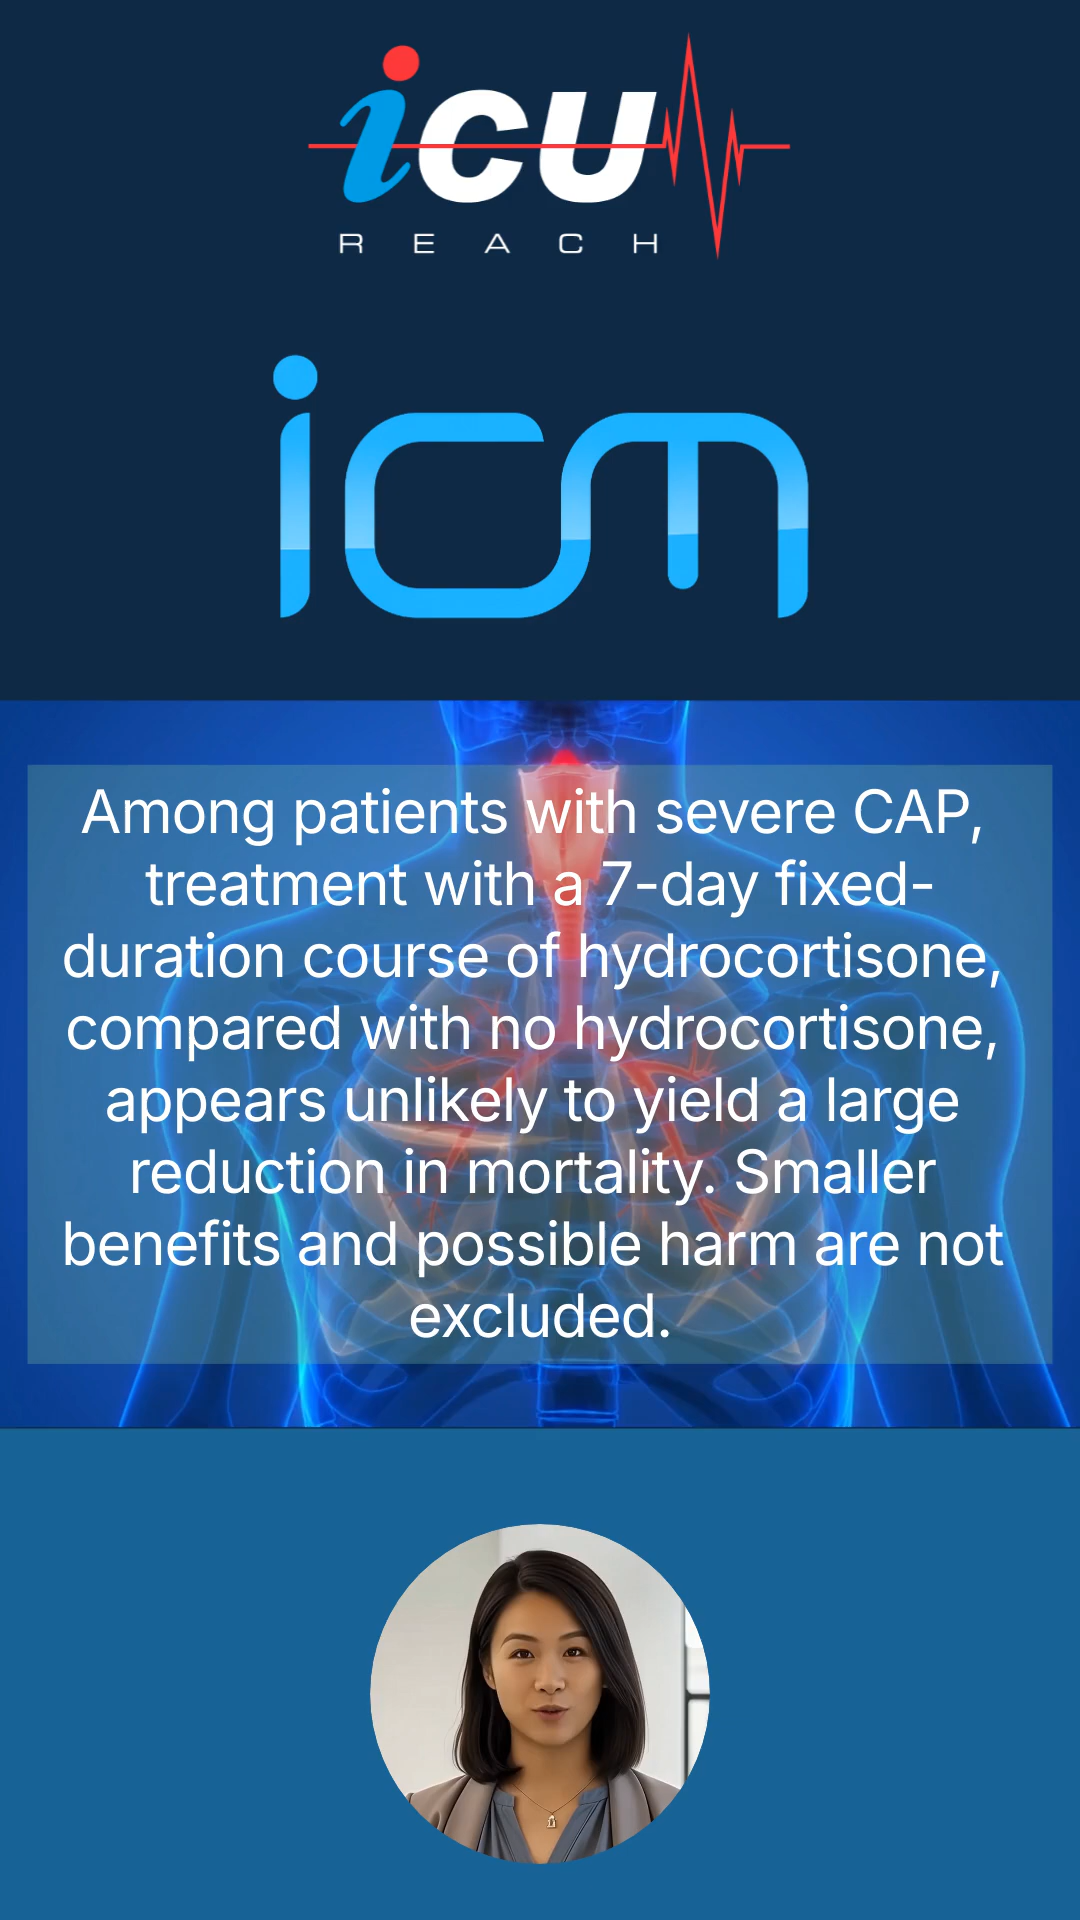 icu
REACH
icm
Among patients with severe CAP,
treatment with a 7-day fixed-
duration course of hydrocortisone,
compared with no hydrocortisone,
appears unlikely to yield a large
reduction in mortality. Smaller
benefits and possible harm are not
excluded.